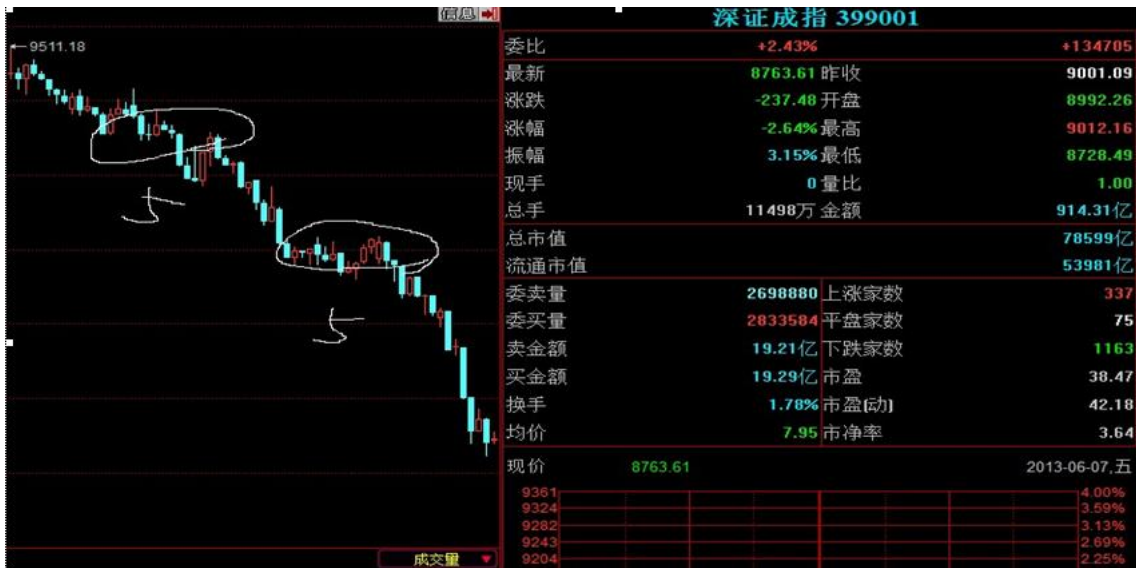 信息
9511.18
5
5
成交量
深证成指 399001
委比 +2.43% +134705
最新 8763.61 昨收 9001.09
涨跌 -237.48 开盘 8992.26
涨幅 -2.64% 最高 9012.16
振幅 3.15% 最低 8728.49
现手 0 量比 1.00
总手 11498万 金额 914.31亿
总市值 78599亿
流通市值 53981亿
委卖量 2698880 上涨家数 337
委买量 2833584 平盘家数 75
卖金额 19.21亿 下跌家数 1163
买金额 19.29亿 市盈 38.47
换手 1.78% 市盈(动) 42.18
均价 7.95 市净率 3.64
现价 8763.61 2013-06-07,五
9361 4.00%
9324 3.59%
9282 3.13%
9243 2.69%
9204 2.25%